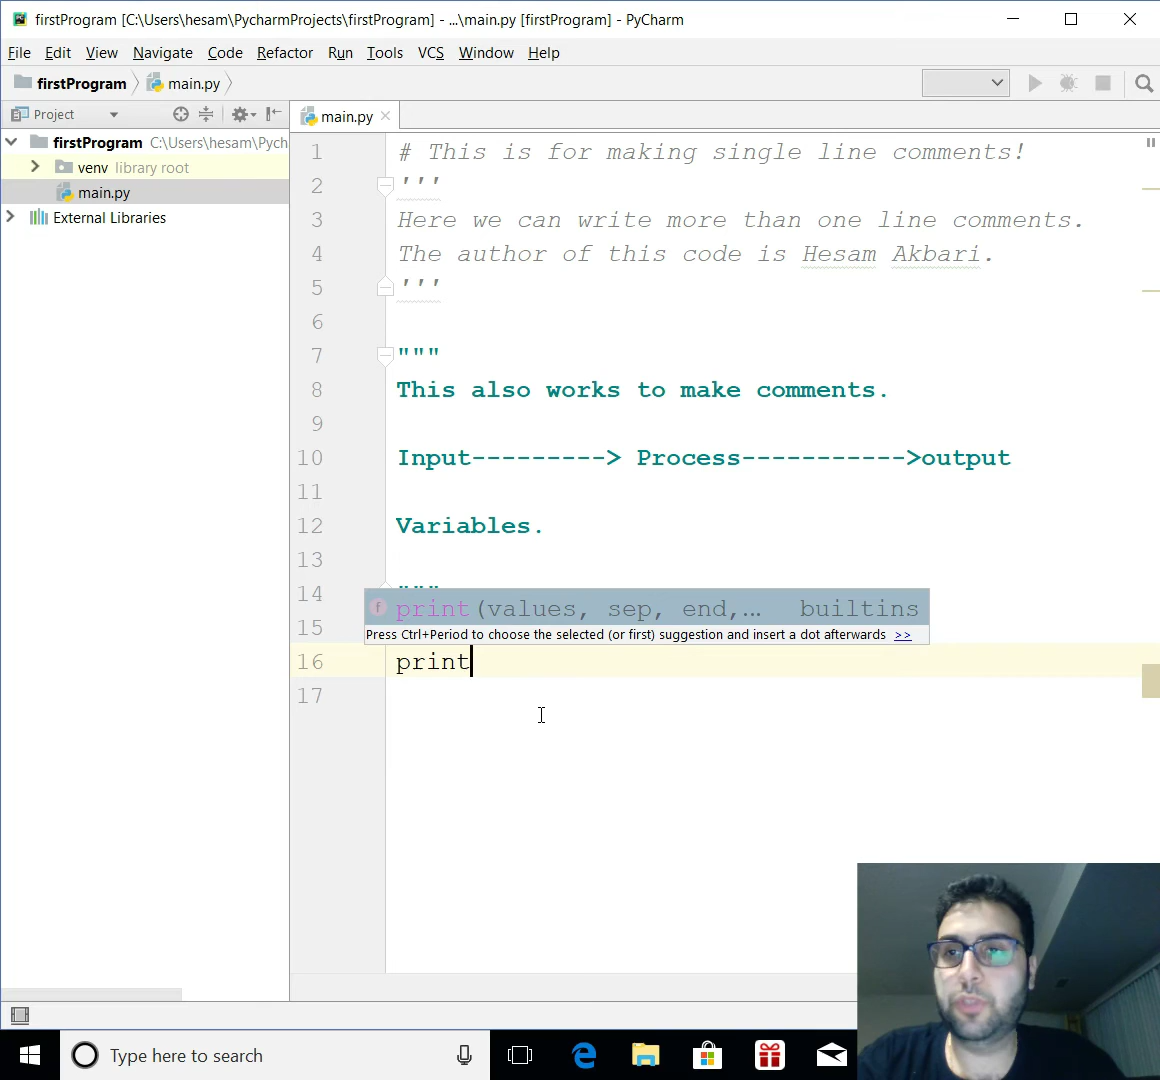 firstProgram [C:\Users\hesam\PycharmProjects\firstProgram] - ...\main.py [firstProgram] - PyCharm
File Edit View Navigate Code Refactor Run Tools VCS Window Help
firstProgram main.py
Project
main.py
firstProgram C:\Users\hesam\Pych
venv library root
main.py
External Libraries
1 # This is for making single line comments!
2 '''
3 Here we can write more than one line comments.
4 The author of this code is Hesam Akbari.
5 '''
6
7 """
8 This also works to make comments.
9
10 Input---------> Process----------->output
11
12 Variables.
13
14 """
f print(values, sep, end,… builtins
15
Press Ctrl+Period to choose the selected (or first) suggestion and insert a dot afterwards >>
16 print
17
Type here to search